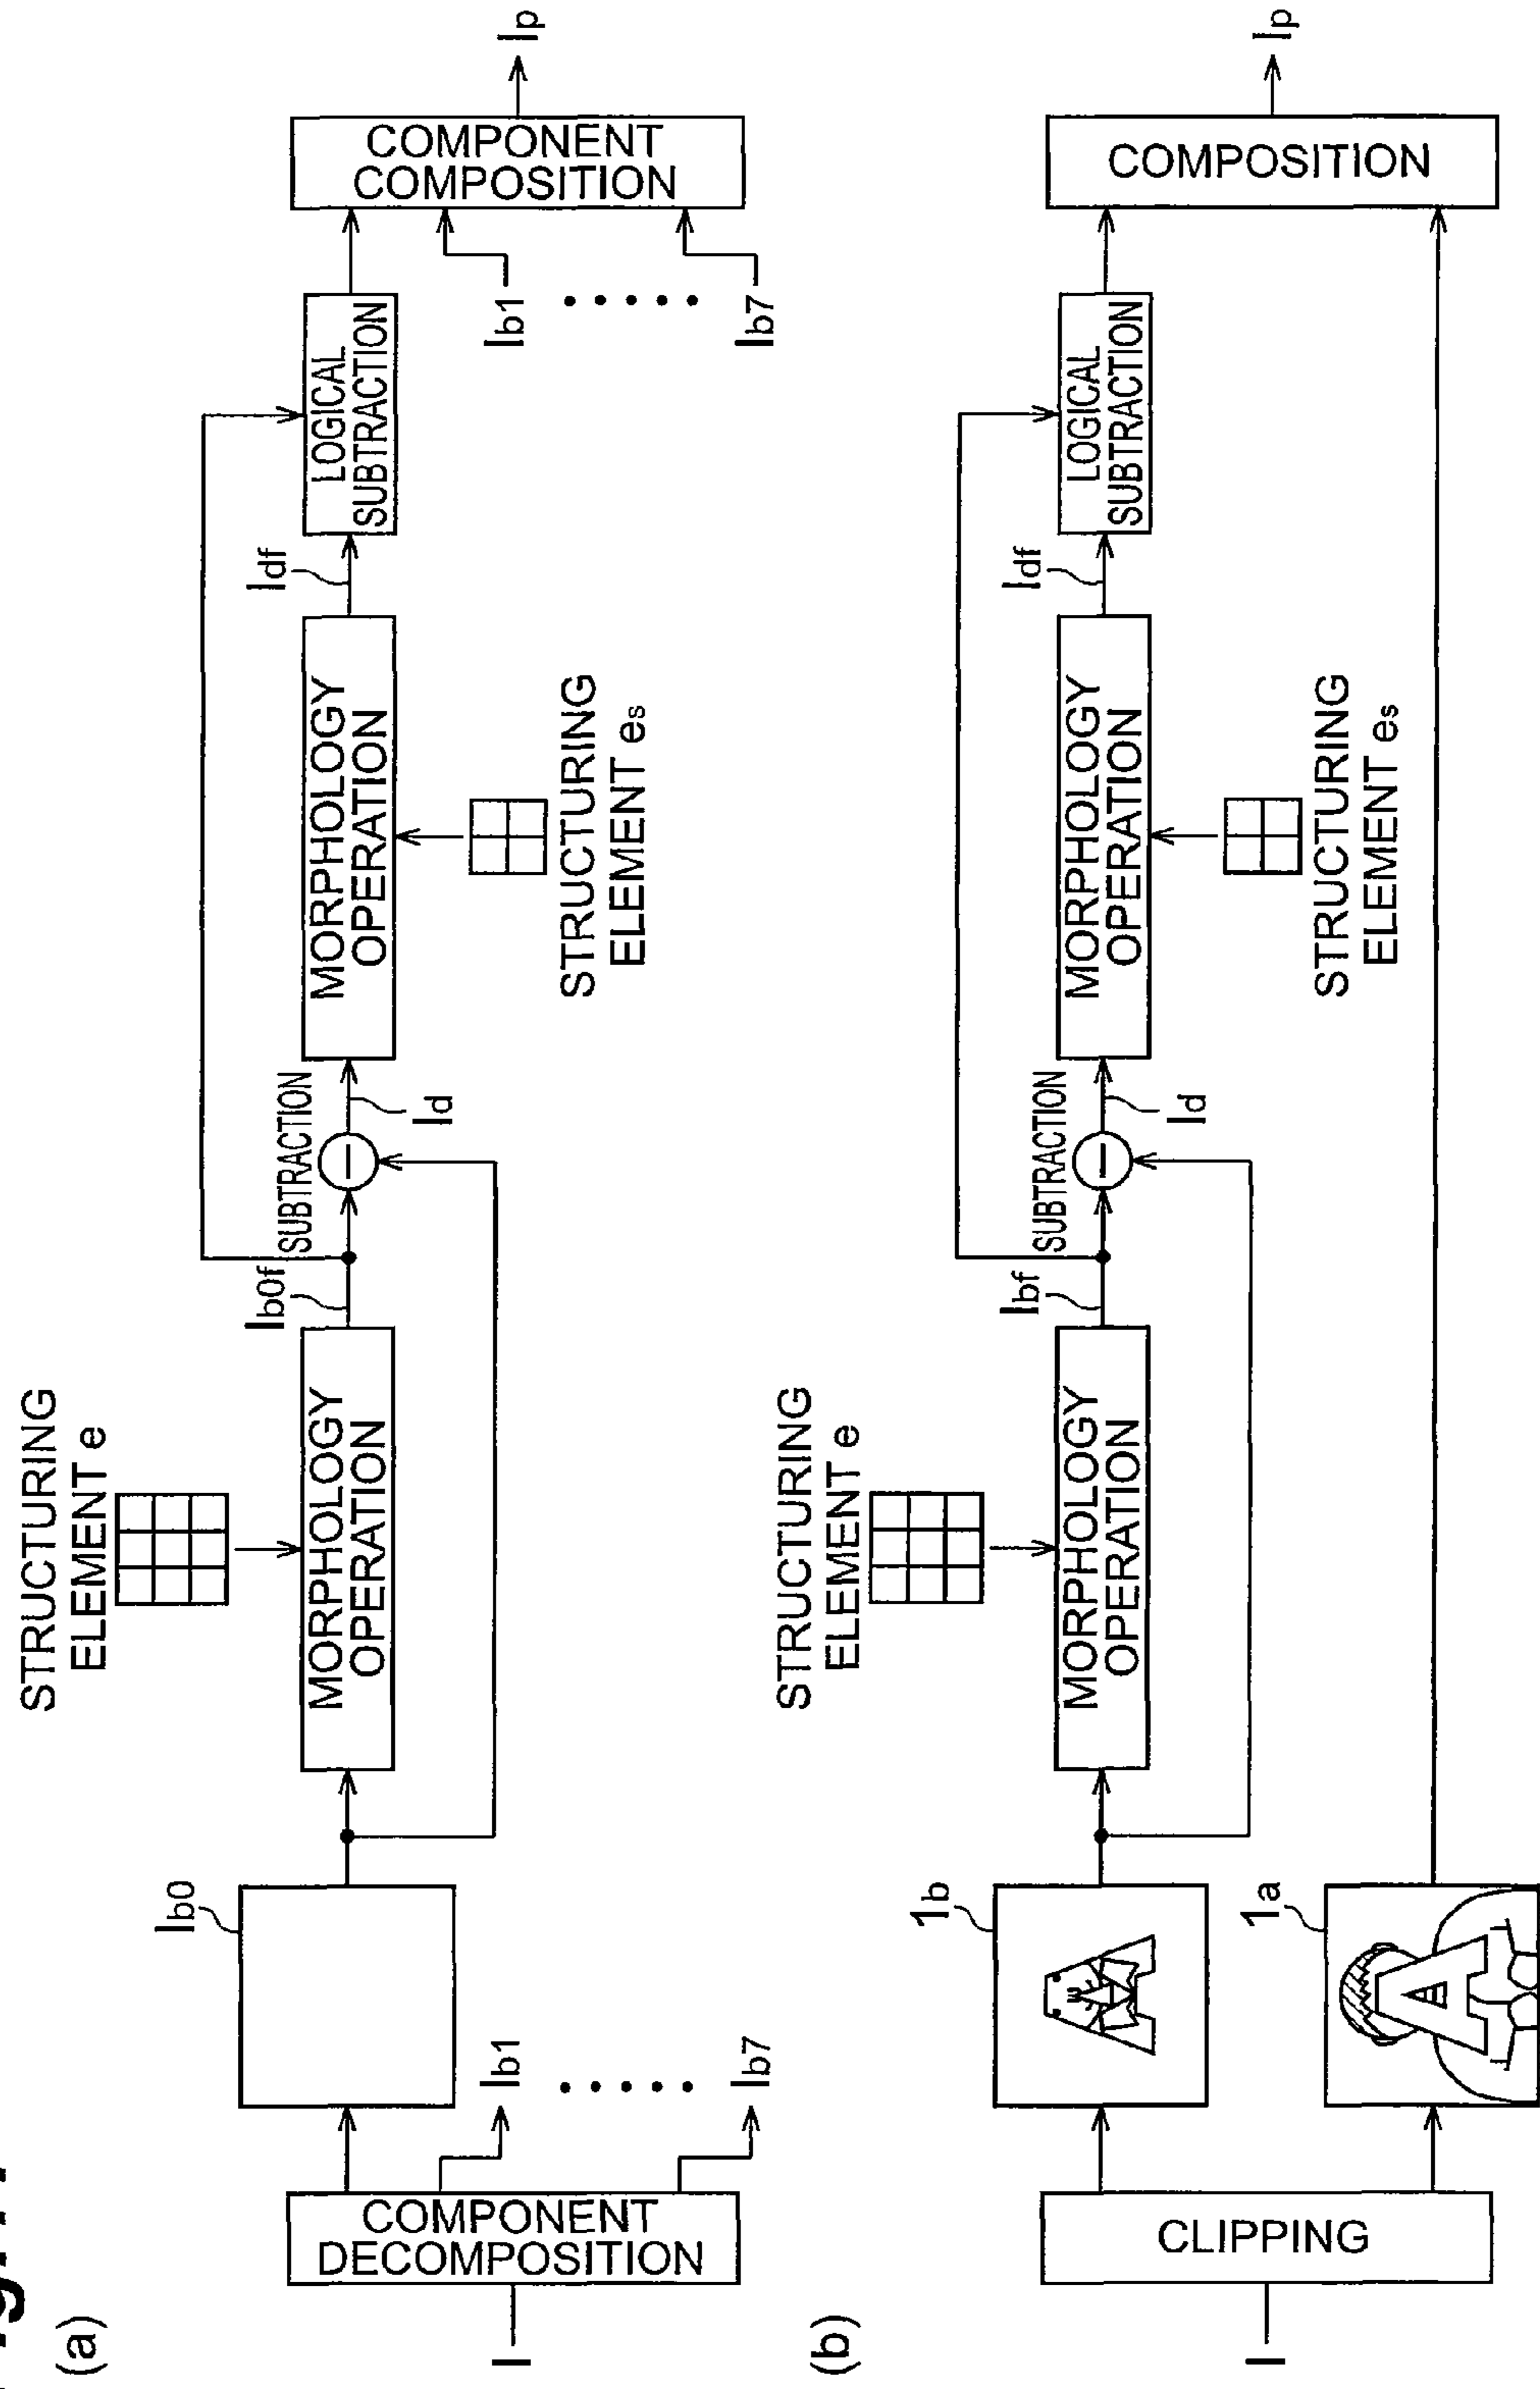 (a)
I
COMPONENT
DECOMPOSITION
Ib0
Ib1
Ib7
STRUCTURING
ELEMENT e
MORPHOLOGY
OPERATION
Ib0f
SUBTRACTION
Id
MORPHOLOGY
OPERATION
STRUCTURING
ELEMENT es
Idf
LOGICAL
SUBTRACTION
Ib1
Ib7
COMPONENT
COMPOSITION
Ip
(b)
I
CLIPPING
1b
A
1a
A
STRUCTURING
ELEMENT e
MORPHOLOGY
OPERATION
Ibf
SUBTRACTION
Id
MORPHOLOGY
OPERATION
STRUCTURING
ELEMENT es
Idf
LOGICAL
SUBTRACTION
COMPOSITION
Ip